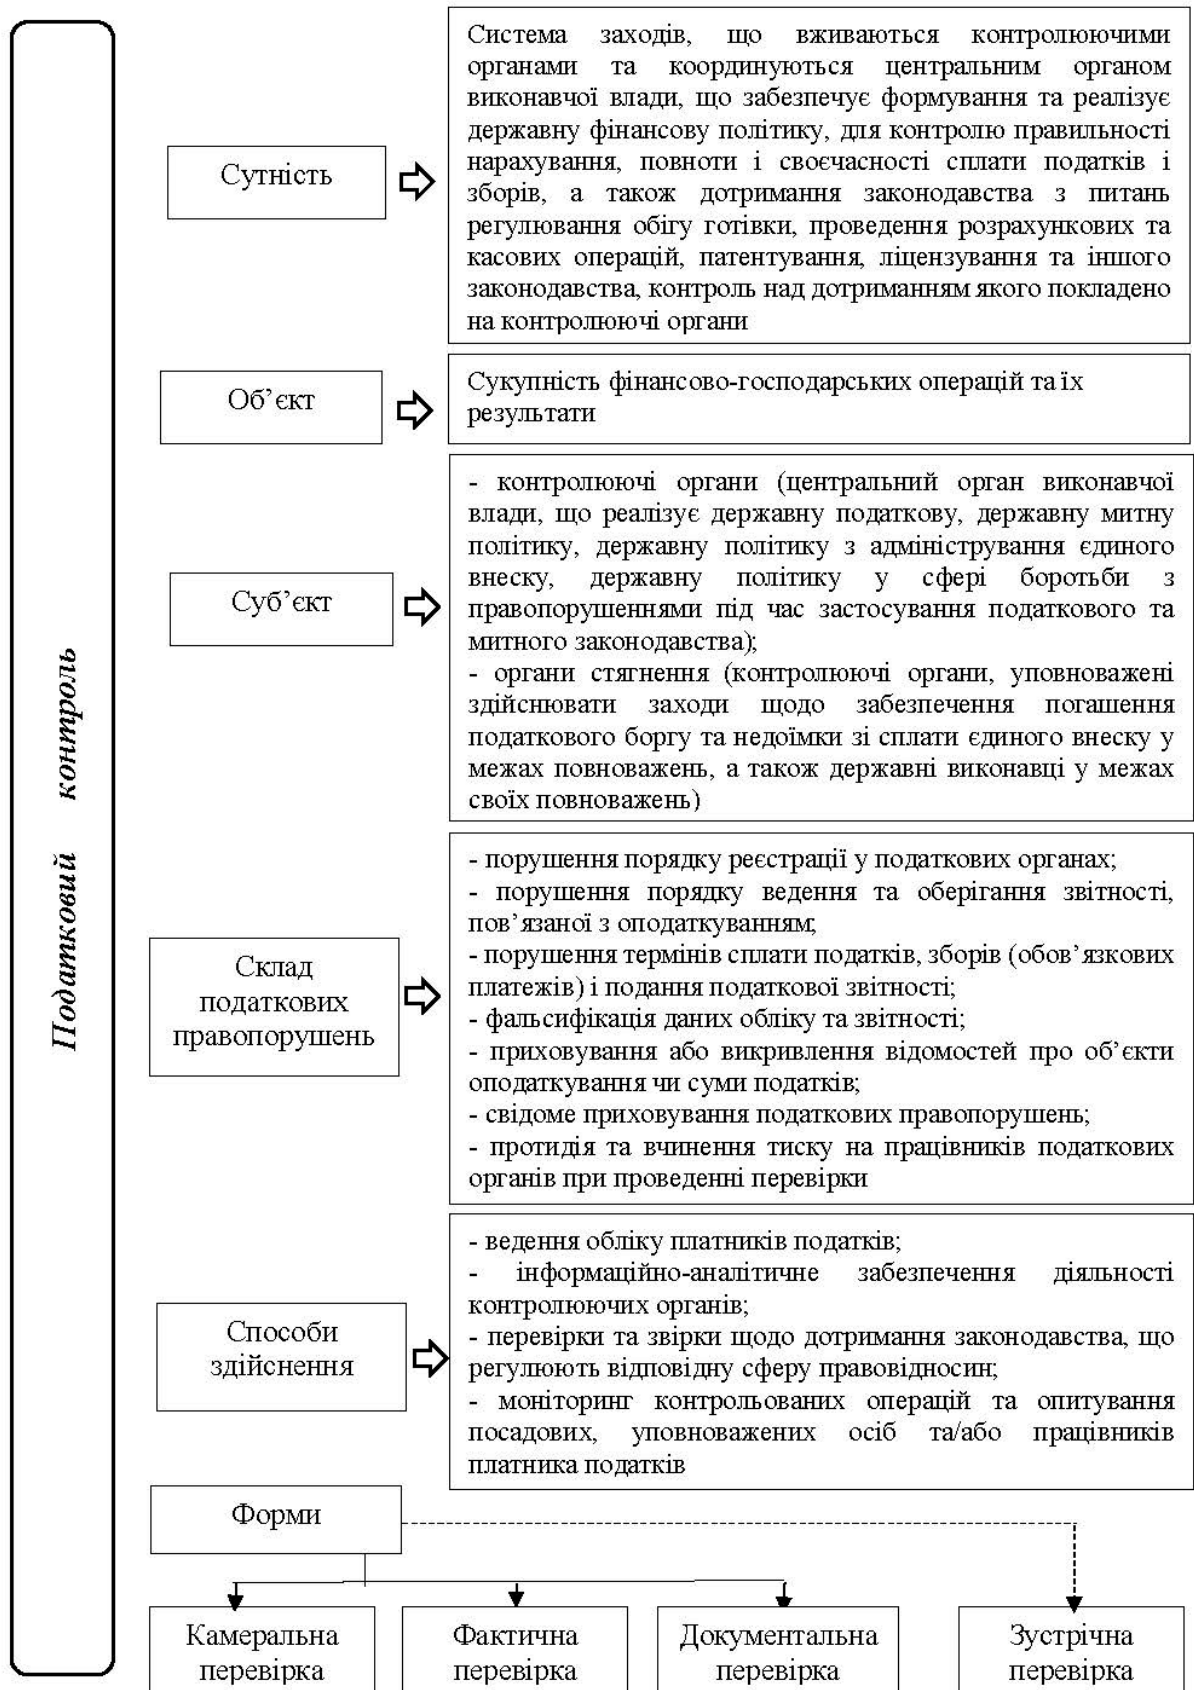 Податковий контроль
Сутність
Система заходів, що вживаються контролюючими
органами та координуються центральним органом
виконавчої влади, що забезпечує формування та реалізує
державну фінансову політику, для контролю правильності
нарахування, повноти і своєчасності сплати податків і
зборів, а також дотримання законодавства з питань
регулювання обігу готівки, проведення розрахункових та
касових операцій, патентування, ліцензування та іншого
законодавства, контроль над дотриманням якого покладено
на контролюючі органи
Об’єкт
Сукупність фінансово-господарських операцій та їх
результати
Суб’єкт
- контролюючі органи (центральний орган виконавчої
влади, що реалізує державну податкову, державну митну
політику, державну політику з адміністрування єдиного
внеску, державну політику у сфері боротьби з
правопорушеннями під час застосування податкового та
митного законодавства);
- органи стягнення (контролюючі органи, уповноважені
здійснювати заходи щодо забезпечення погашення
податкового боргу та недоїмки зі сплати єдиного внеску у
межах повноважень, а також державні виконавці у межах
своїх повноважень)
Склад
податкових
правопорушень
- порушення порядку реєстрації у податкових органах;
- порушення порядку ведення та оберігання звітності,
пов’язаної з оподаткуванням;
- порушення термінів сплати податків, зборів (обов’язкових
платежів) і подання податкової звітності;
- фальсифікація даних обліку та звітності;
- приховування або викривлення відомостей про об’єкти
оподаткування чи суми податків;
- свідоме приховування податкових правопорушень;
- протидія та вчинення тиску на працівників податкових
органів при проведенні перевірки
Способи
здійснення
- ведення обліку платників податків;
- інформаційно-аналітичне забезпечення діяльності
контролюючих органів;
- перевірки та звірки щодо дотримання законодавства, що
регулюють відповідну сферу правовідносин;
- моніторинг контрольованих операцій та опитування
посадових, уповноважених осіб та/або працівників
платника податків
Форми
Камеральна
перевірка
Фактична
перевірка
Документальна
перевірка
Зустрічна
перевірка